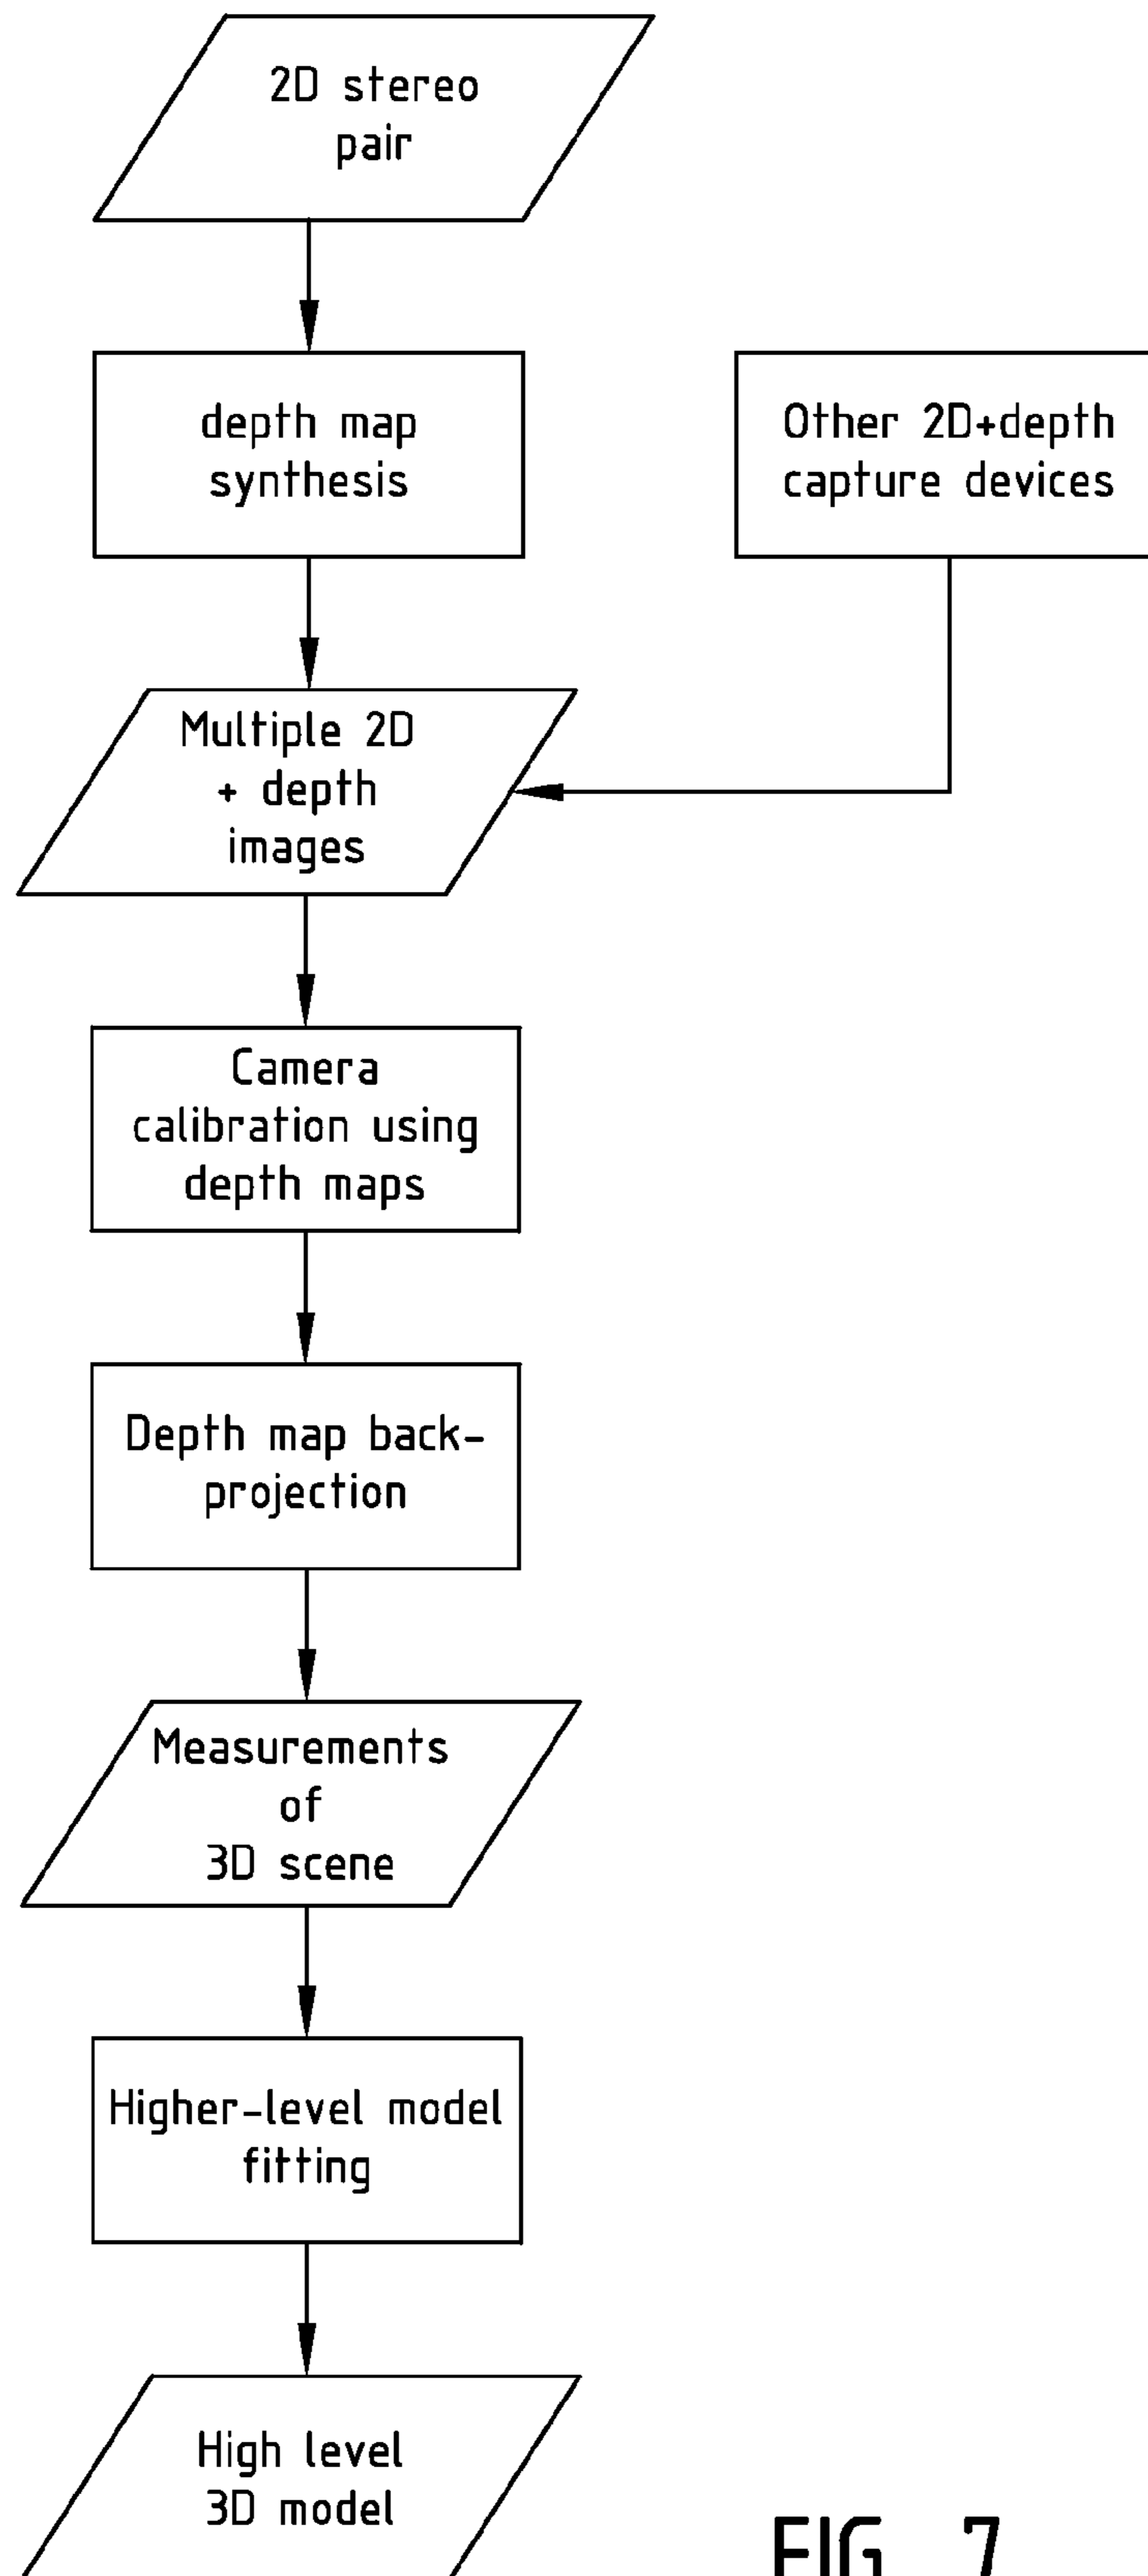 2D stereo
pair
depth map
synthesis
Other 2D+depth
capture devices
Multiple 2D
+ depth
images
Camera
calibration using
depth maps
Depth map back-
projection
Measurements
of
3D scene
Higher-level model
fitting
High level
3D model
FIG. 7